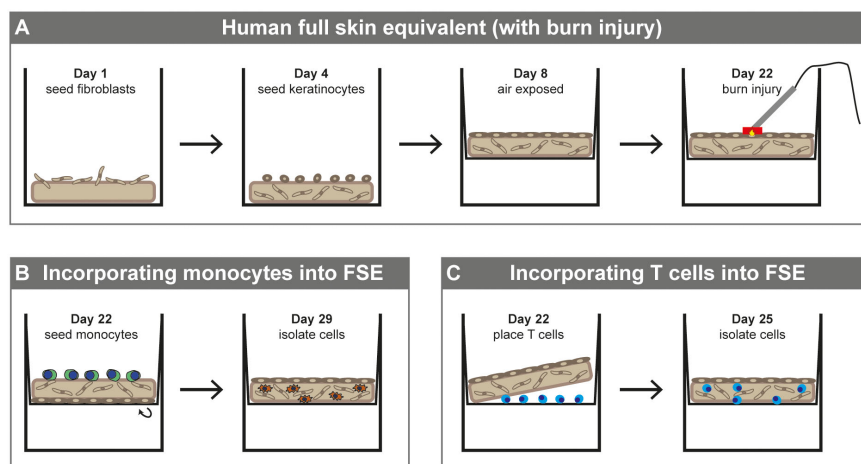 A Human full skin equivalent (with burn injury)
Day 1
seed fibroblasts
Day 4
seed keratinocytes
Day 8
air exposed
Day 22
burn injury
B Incorporating monocytes into FSE
Day 22
seed monocytes
Day 29
isolate cells
C Incorporating T cells into FSE
Day 22
place T cells
Day 25
isolate cells